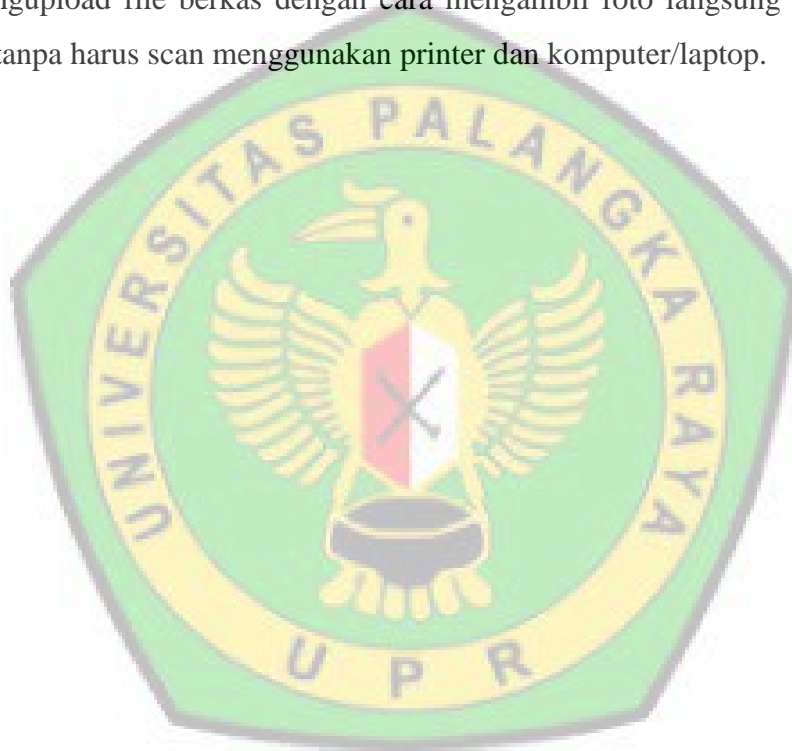 file berkas dengan cara mengambil foto langsung
tanpa harus scan menggunakan printer dan komputer/laptop.
UNIVERSITAS PALANGKA RAYA
UPR